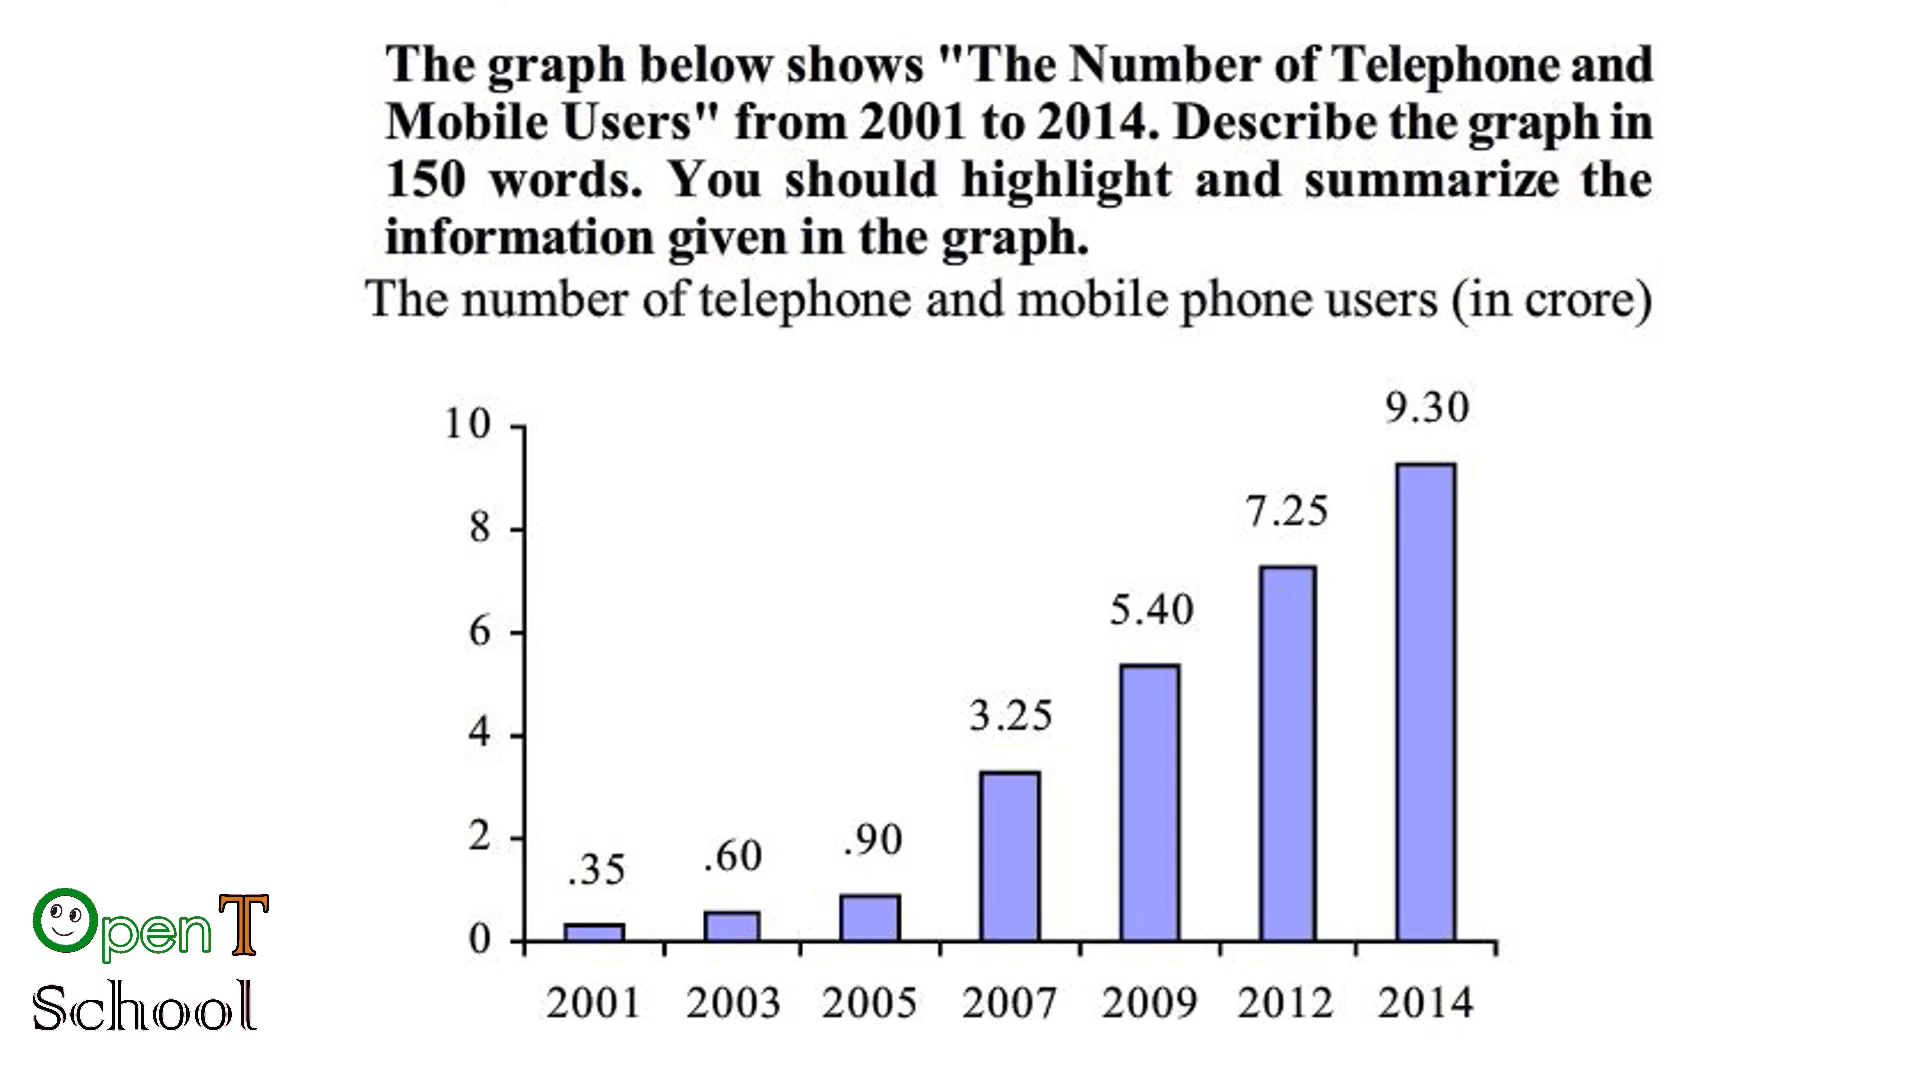 The graph below shows "The Number of Telephone and
Mobile Users" from 2001 to 2014. Describe the graph in
150 words. You should highlight and summarize the
information given in the graph.
The number of telephone and mobile phone users (in crore)
10
8
6
4
2
0
.35
.60
.90
3.25
5.40
7.25
9.30
2001 2003 2005 2007 2009 2012 2014
Open T
School